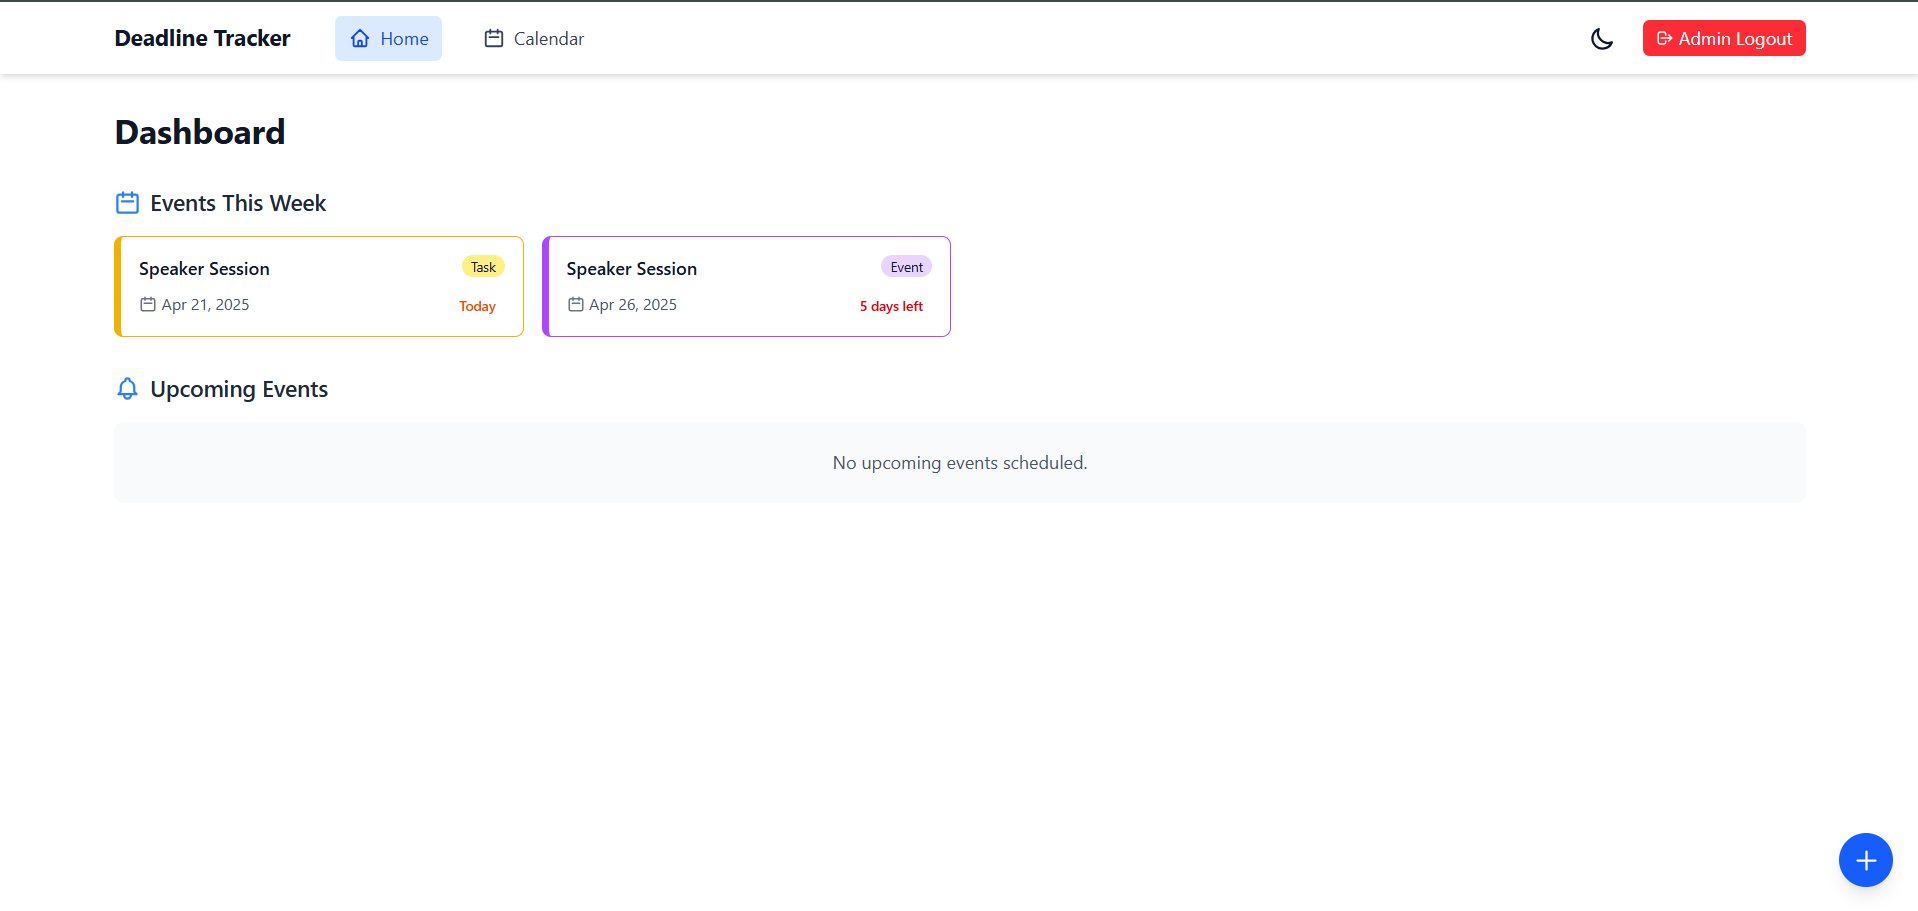 Deadline Tracker
Home
Calendar
Admin Logout
Dashboard
Events This Week
Speaker Session
Task
Apr 21, 2025
Today
Speaker Session
Event
Apr 26, 2025
5 days left
Upcoming Events
No upcoming events scheduled.